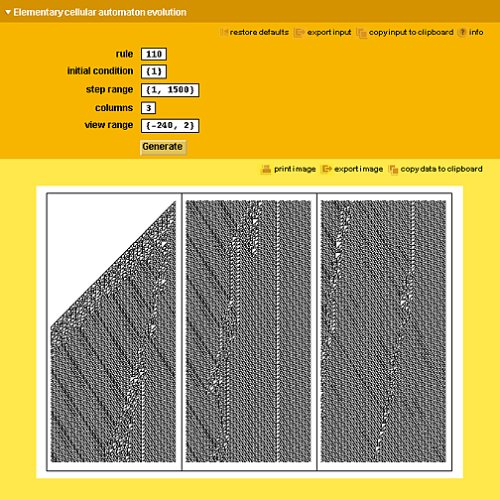 Elementary cellular automaton evolution
restore defaults export input copy input to clipboard info
rule 110
initial condition {1}
step range {1, 1500}
columns 3
view range {-240, 2}
Generate
print image export image copy data to clipboard